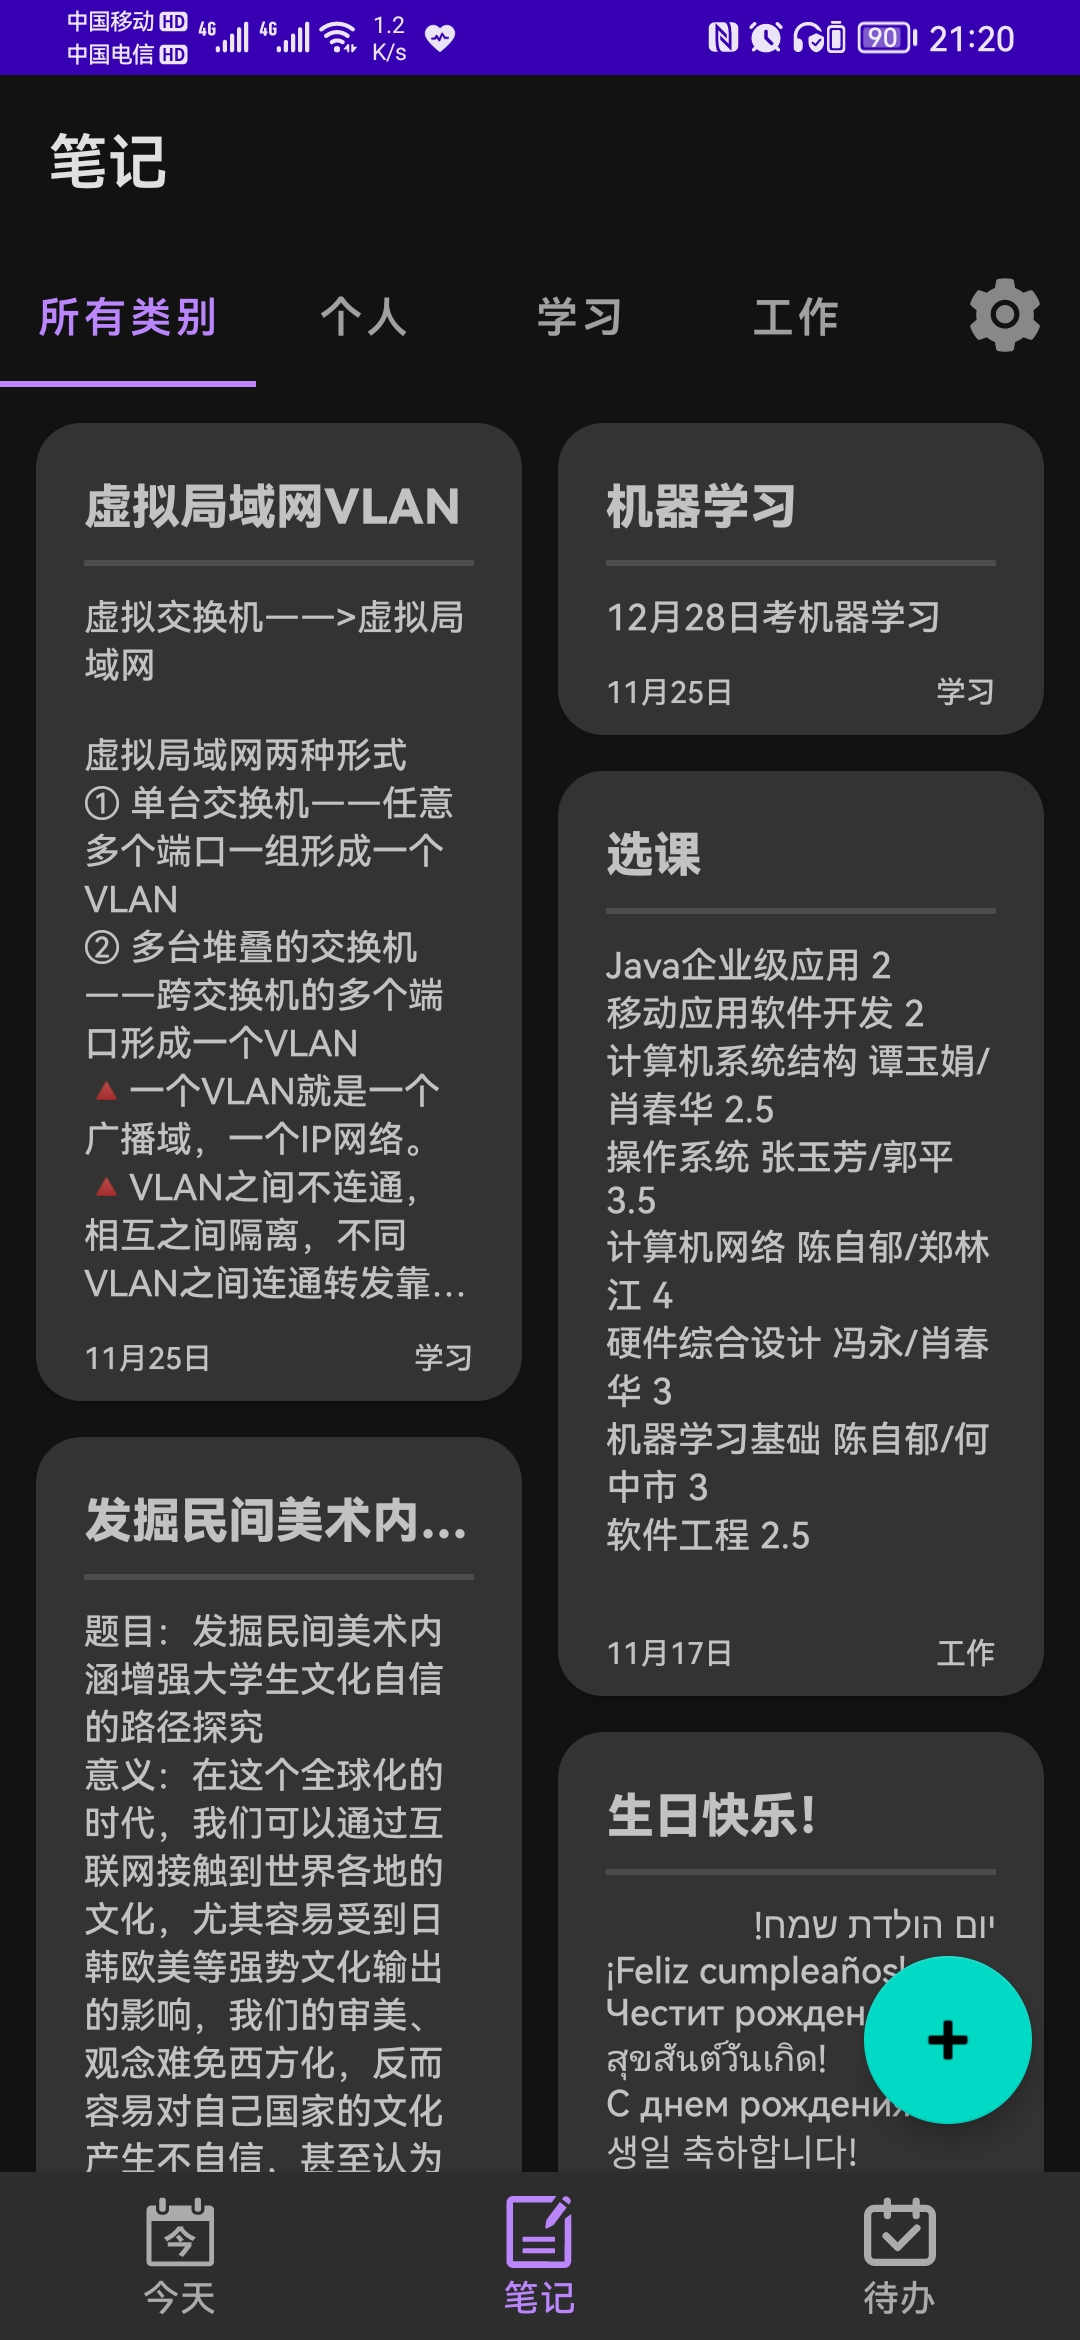 中国移动 HD 4G 4G 1.2 K/s 90 21:20
中国电信 HD
笔记
所有类别 个人 学习 工作
虚拟局域网VLAN
虚拟交换机——>虚拟局
域网
虚拟局域网两种形式
① 单台交换机——任意
多个端口一组形成一个
VLAN
② 多台堆叠的交换机
——跨交换机的多个端
口形成一个VLAN
🔺一个VLAN就是一个
广播域，一个IP网络。
🔺VLAN之间不连通，
相互之间隔离，不同
VLAN之间连通转发靠...
11月25日 学习
发掘民间美术内...
题目：发掘民间美术内
涵增强大学生文化自信
的路径探究
意义：在这个全球化的
时代，我们可以通过互
联网接触到世界各地的
文化，尤其容易受到日
韩欧美等强势文化输出
的影响，我们的审美、
观念难免西方化，反而
容易对自己国家的文化
产生不自信，甚至认为
机器学习
12月28日考机器学习
11月25日 学习
选课
Java企业级应用 2
移动应用软件开发 2
计算机系统结构 谭玉娟/
肖春华 2.5
操作系统 张玉芳/郭平
3.5
计算机网络 陈自郁/郑林
江 4
硬件综合设计 冯永/肖春
华 3
机器学习基础 陈自郁/何
中市 3
软件工程 2.5
11月17日 工作
生日快乐！
יום הולדת שמח!
¡Feliz cumpleaños!
Честит рожден
สุขสันต์วันเกิด!
С днем рождения
생일 축하합니다!
今
今天 笔记 待办